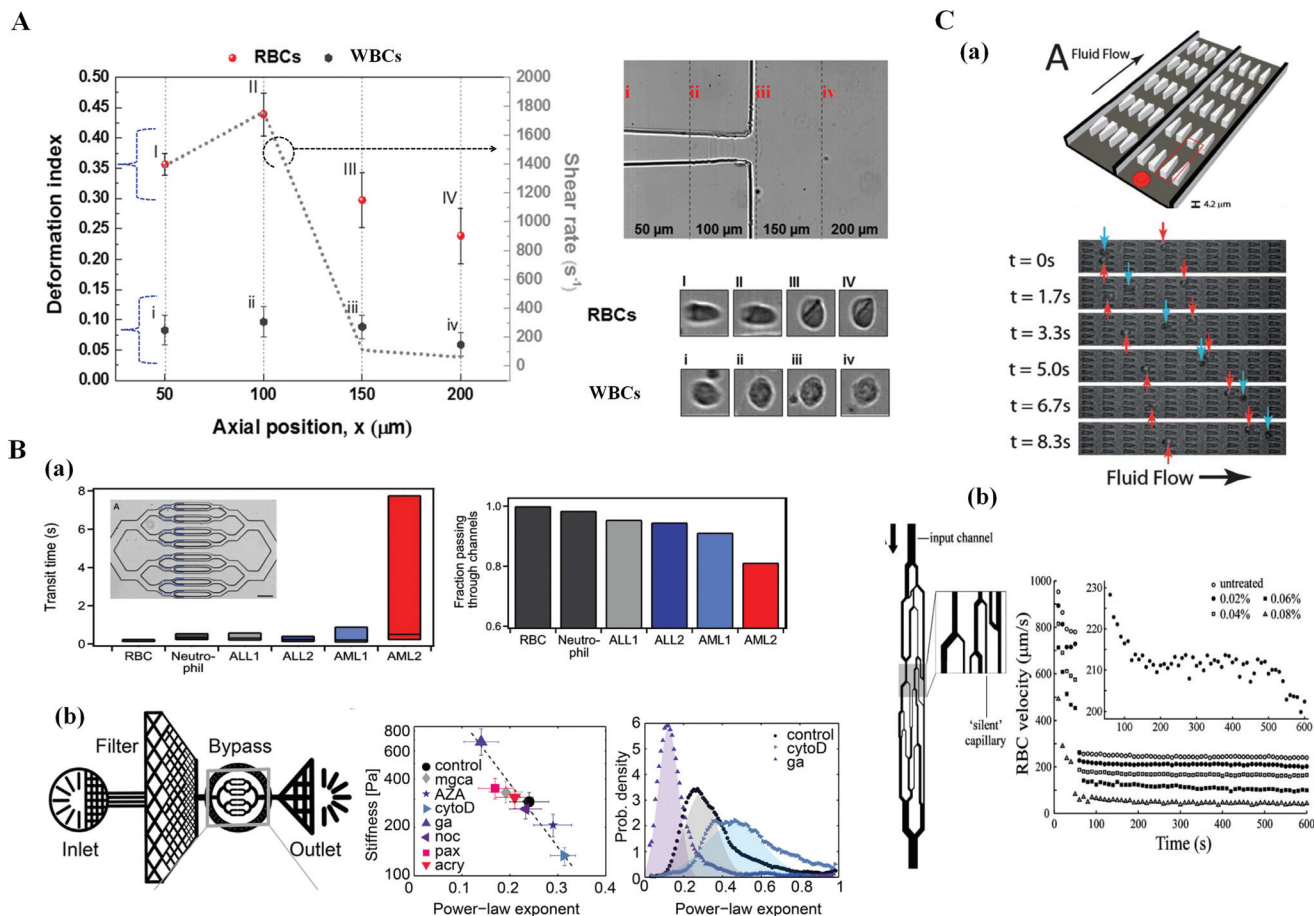 A
RBCs
WBCs
0.50
0.45
0.40
0.35
0.30
0.25
0.20
0.15
0.10
0.05
0.00
Deformation index
I
II
III
IV
i
ii
iii
iv
2000
1800
1600
1400
1200
1000
800
600
400
200
0
Shear rate (s⁻¹)
50
100
150
200
Axial position, x (μm)
i
ii
iii
iv
50 μm
100 μm
150 μm
200 μm
I
II
III
IV
RBCs
i
ii
iii
iv
WBCs
B
(a)
8
6
4
2
0
Transit time (s)
A
RBC
Neutro-
phil
ALL1
ALL2
AML1
AML2
Fraction passing
through channels
1.0
0.8
0.6
RBC
Neutro-
phil
ALL1
ALL2
AML1
AML2
(b)
Filter
Bypass
Inlet
Outlet
Stiffness [Pa]
800
600
400
200
100
control
mgca
AZA
cytoD
ga
noc
pax
acry
0
0.1
0.2
0.3
0.4
Power-law exponent
Prob. density
6
5
4
3
2
1
0
control
cytoD
ga
0
0.2
0.4
0.6
0.8
1
Power-law exponent
C
(a)
A
Fluid Flow
4.2 μm
t = 0s
t = 1.7s
t = 3.3s
t = 5.0s
t = 6.7s
t = 8.3s
Fluid Flow
(b)
input channel
'silent'
capillary
RBC velocity (μm/s)
1000
900
800
700
600
500
400
300
200
100
0
230
220
210
200
100
200
300
400
500
600
untreated
0.02%
0.06%
0.04%
0.08%
0
50
100
150
200
250
300
350
400
450
500
550
600
Time (s)